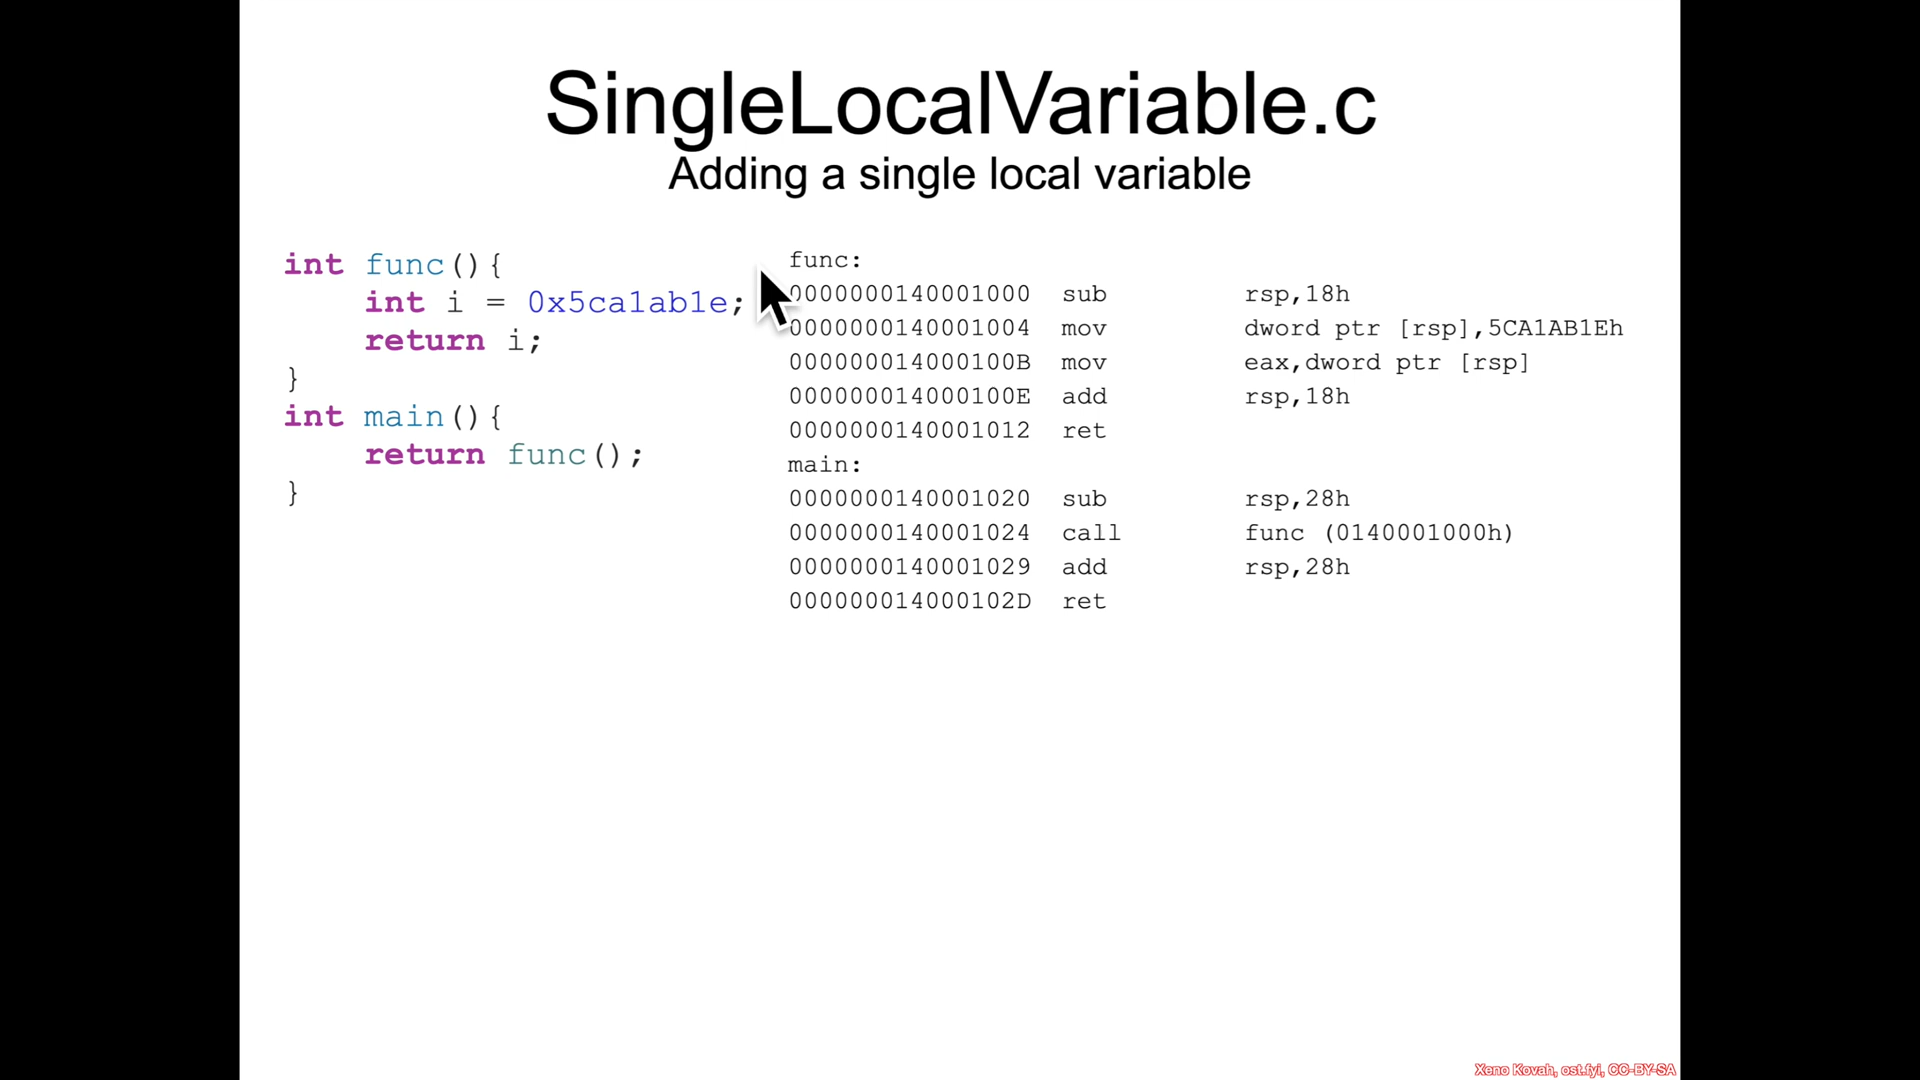 SingleLocalVariable.c
Adding a single local variable
int func(){
int i = 0x5ca1ab1e;
return i;
}
int main(){
return func();
}
func:
0000000140001000 sub rsp,18h
0000000140001004 mov dword ptr [rsp],5CA1AB1Eh
000000014000100B mov eax,dword ptr [rsp]
000000014000100E add rsp,18h
0000000140001012 ret
main:
0000000140001020 sub rsp,28h
0000000140001024 call func (0140001000h)
0000000140001029 add rsp,28h
000000014000102D ret
Xeno Kovah, ost.fyi, CC-BY-SA